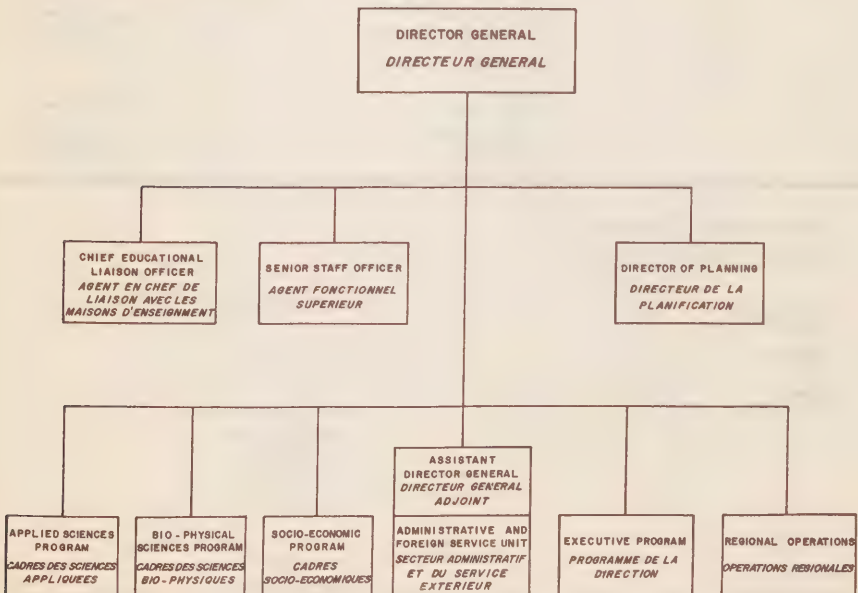 DIRECTOR GENERAL
DIRECTEUR GENERAL
CHIEF EDUCATIONAL
LIAISON OFFICER
AGENT EN CHEF DE
LIAISON AVEC LES
MAISONS D'ENSEIGNMENT
SENIOR STAFF OFFICER
AGENT FONCTIONNEL
SUPERIEUR
DIRECTOR OF PLANNING
DIRECTEUR DE LA
PLANIFICATION
APPLIED SCIENCES
PROGRAM
CADRES DES SCIENCES
APPLIQUEES
BIO-PHYSICAL
SCIENCES PROGRAM
CADRES DES SCIENCES
BIO-PHYSIQUES
SOCIO-ECONOMIC
PROGRAM
CADRES
SOCIO-ECONOMIQUES
ASSISTANT
DIRECTOR GENERAL
DIRECTEUR GENERAL
ADJOINT
ADMINISTRATIVE AND
FOREIGN SERVICE UNIT
SECTEUR ADMINISTRATIF
ET DU SERVICE
EXTERIEUR
EXECUTIVE PROGRAM
PROGRAMME DE LA
DIRECTION
REGIONAL OPERATIONS
OPERATIONS REGIONALES